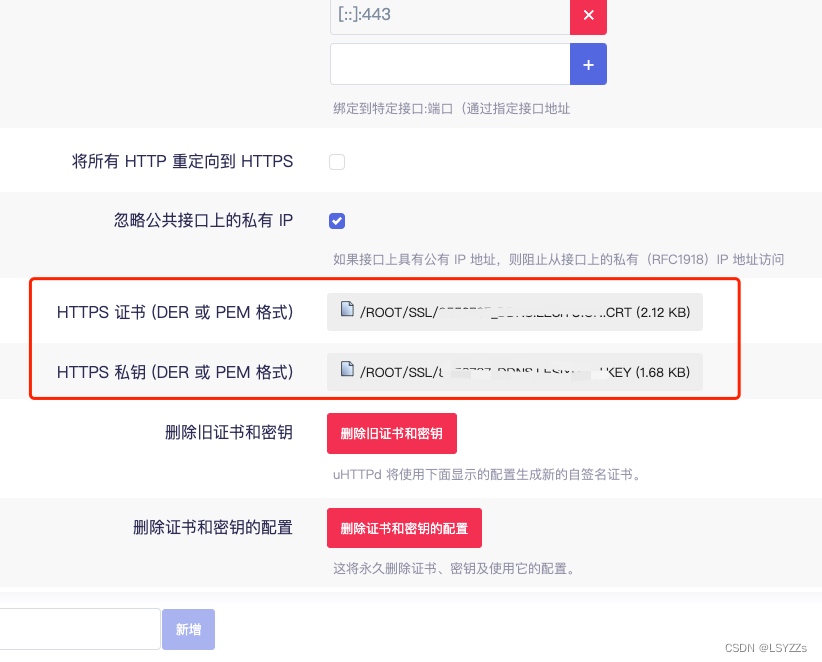 [::]:443
×
+
绑定到特定接口:端口（通过指定接口地址
将所有 HTTP 重定向到 HTTPS
忽略公共接口上的私有 IP
如果接口上具有公有 IP 地址，则阻止从接口上的私有（RFC1918）IP 地址访问
HTTPS 证书 (DER 或 PEM 格式)
/ROOT/SSL/ .CRT (2.12 KB)
HTTPS 私钥 (DER 或 PEM 格式)
/ROOT/SSL/ KEY (1.68 KB)
删除旧证书和密钥
删除旧证书和密钥
uHTTPd 将使用下面显示的配置生成新的自签名证书。
删除证书和密钥的配置
删除证书和密钥的配置
这将永久删除证书、密钥及使用它的配置。
新增
CSDN @LSYZZs